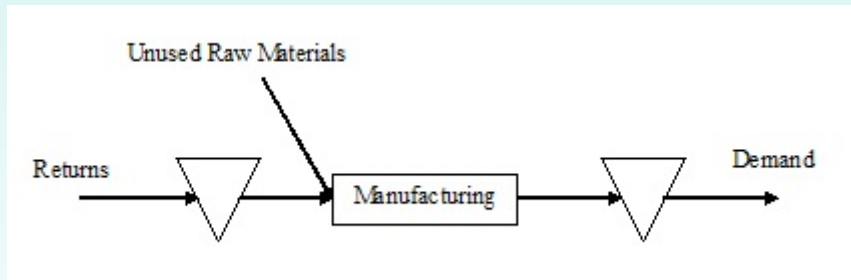 Unused Raw Materials
Returns
Manufacturing
Demand